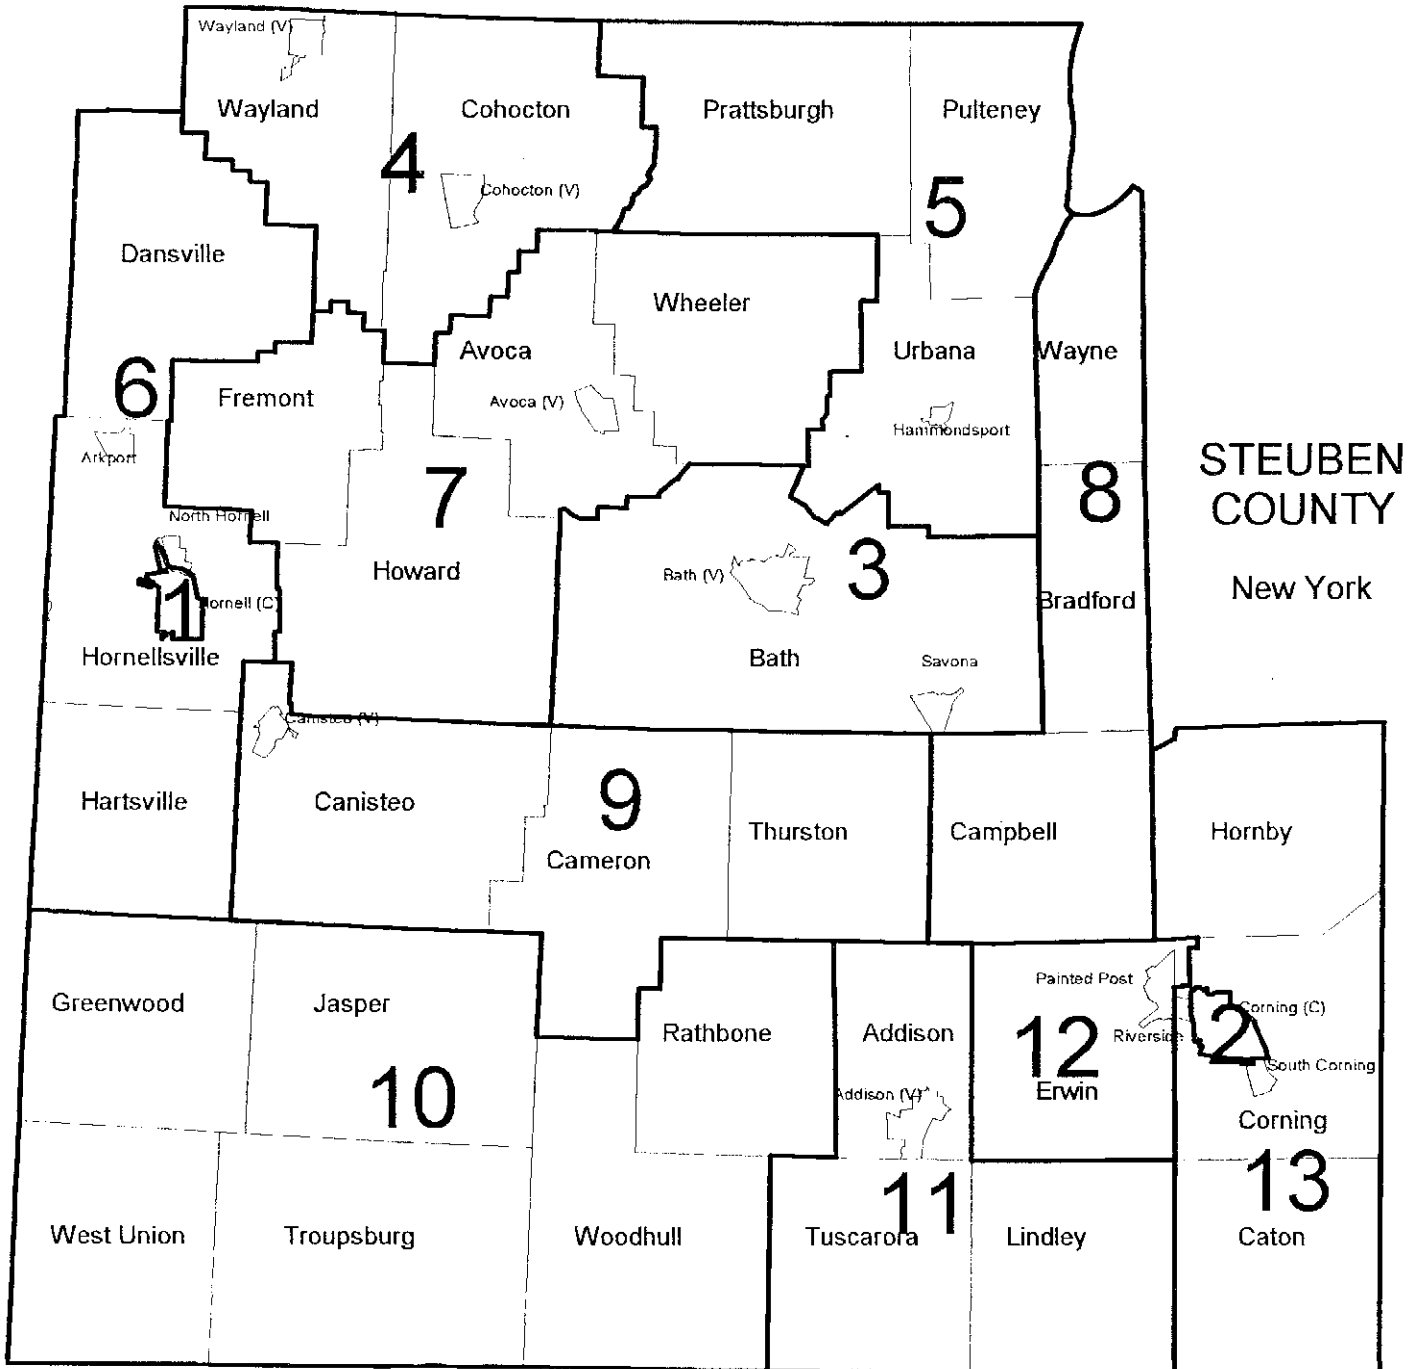 Wayland (V)
Wayland
Cohocton
Prattsburgh
Pulteney
4
Cohocton (V)
5
Dansville
Wheeler
Avoca
Urbana
Wayne
6
Fremont
Avoca (V)
Hammondsport
Arkport
STEUBEN
COUNTY
New York
7
8
North Hornell
Howard
Bath (V)
3
1
Hornell (C)
Bradford
Hornellsville
Bath
Savona
Canisteo (V)
Hartsville
Canisteo
9
Cameron
Thurston
Campbell
Hornby
Greenwood
Jasper
Rathbone
Addison
Painted Post
12
Riverside
2
Corning (C)
South Corning
10
Addison (V)
Erwin
Corning
11
13
West Union
Troupsburg
Woodhull
Tuscarora
Lindley
Caton